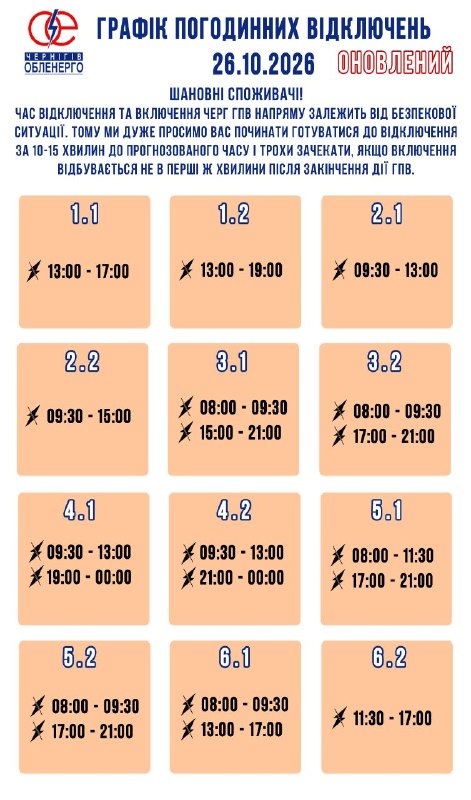 ЧЕРНІГІВ
ОБЛЕНЕРГО
ГРАФІК ПОГОДИННИХ ВІДКЛЮЧЕНЬ
26.10.2026 ОНОВЛЕНИЙ
ШАНОВНІ СПОЖИВАЧІ!
ЧАС ВІДКЛЮЧЕННЯ ТА ВКЛЮЧЕННЯ ЧЕРГ ГПВ НАПРЯМУ ЗАЛЕЖИТЬ ВІД БЕЗПЕКОВОЇ
СИТУАЦІЇ. ТОМУ МИ ДУЖЕ ПРОСИМО ВАС ПОЧИНАТИ ГОТУВАТИСЯ ДО ВІДКЛЮЧЕННЯ
ЗА 10-15 ХВИЛИН ДО ПРОГНОЗОВАНОГО ЧАСУ І ТРОХИ ЗАЧЕКАТИ, ЯКЩО ВКЛЮЧЕННЯ
ВІДБУВАЄТЬСЯ НЕ В ПЕРШІ Ж ХВИЛИНИ ПІСЛЯ ЗАКІНЧЕННЯ ДІЇ ГПВ.
1.1
13:00 - 17:00
1.2
13:00 - 19:00
2.1
09:30 - 13:00
2.2
09:30 - 15:00
3.1
08:00 - 09:30
15:00 - 21:00
3.2
08:00 - 09:30
17:00 - 21:00
4.1
09:30 - 13:00
19:00 - 00:00
4.2
09:30 - 13:00
21:00 - 00:00
5.1
08:00 - 11:30
17:00 - 21:00
5.2
08:00 - 09:30
17:00 - 21:00
6.1
08:00 - 09:30
13:00 - 17:00
6.2
11:30 - 17:00